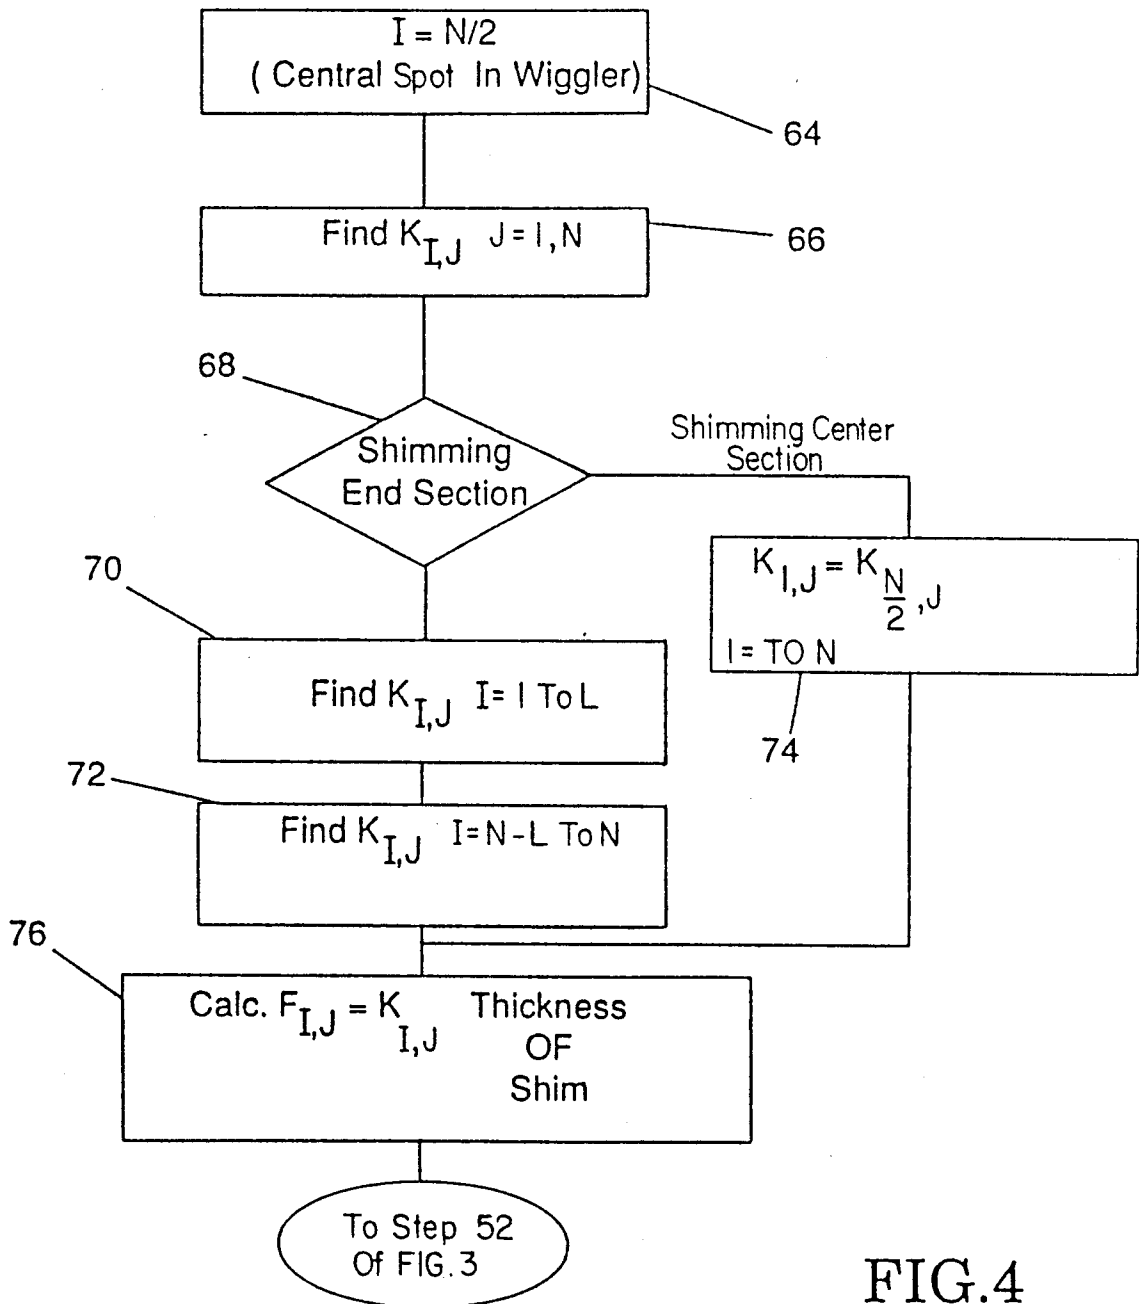 I = N/2
( Central Spot In Wiggler)
64
Find K I,J J = I, N
66
68
Shimming
End Section
Shimming Center
Section
70
K I,J = K N/2 ,J
I = TO N
74
Find K I,J I = I To L
72
Find K I,J I = N - L To N
76
Calc. F I,J = K I,J Thickness
OF
Shim
To Step 52
Of FIG. 3
FIG.4